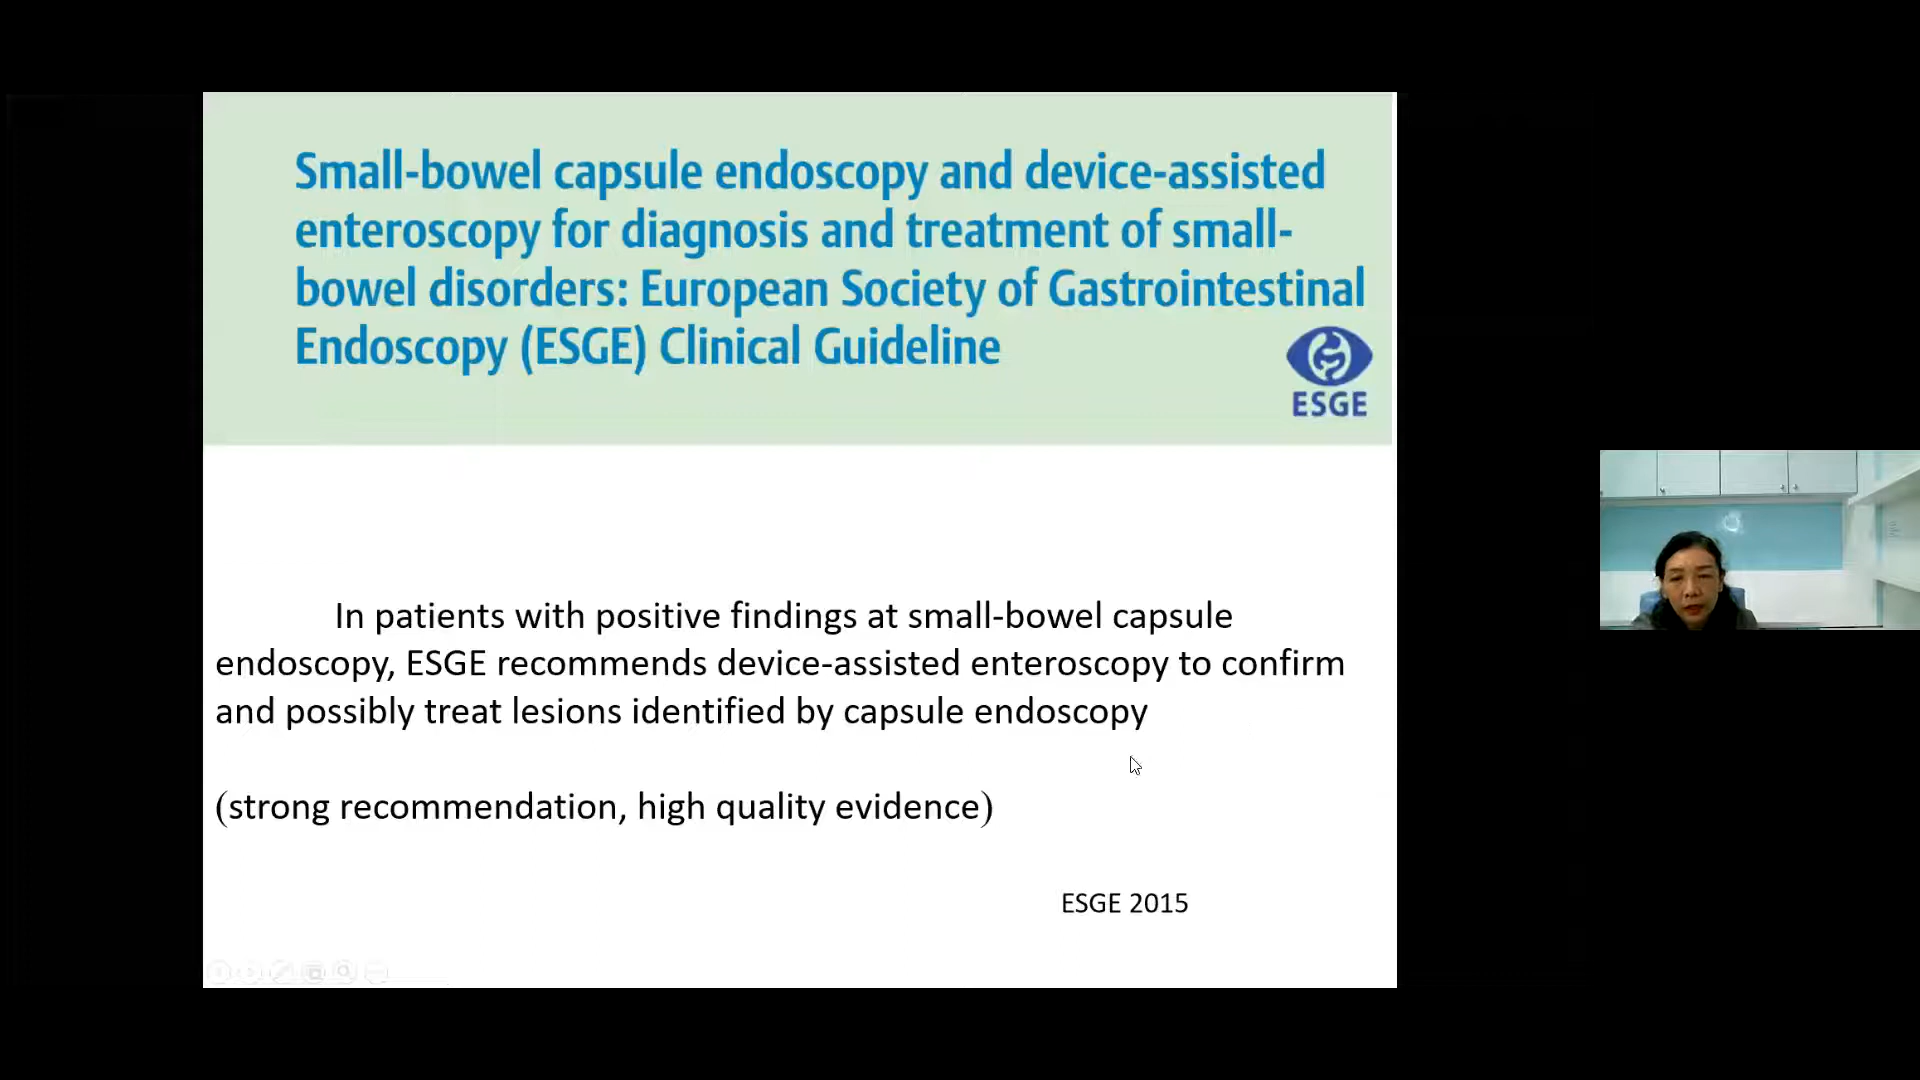 Small-bowel capsule endoscopy and device-assisted
enteroscopy for diagnosis and treatment of small-
bowel disorders: European Society of Gastrointestinal
Endoscopy (ESGE) Clinical Guideline
ESGE
In patients with positive findings at small-bowel capsule
endoscopy, ESGE recommends device-assisted enteroscopy to confirm
and possibly treat lesions identified by capsule endoscopy
(strong recommendation, high quality evidence)
ESGE 2015